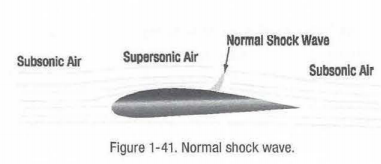 Normal Shock Wave
Subsonic Air
Supersonic Air
Subsonic Air
Figure 1-41. Normal shock wave.